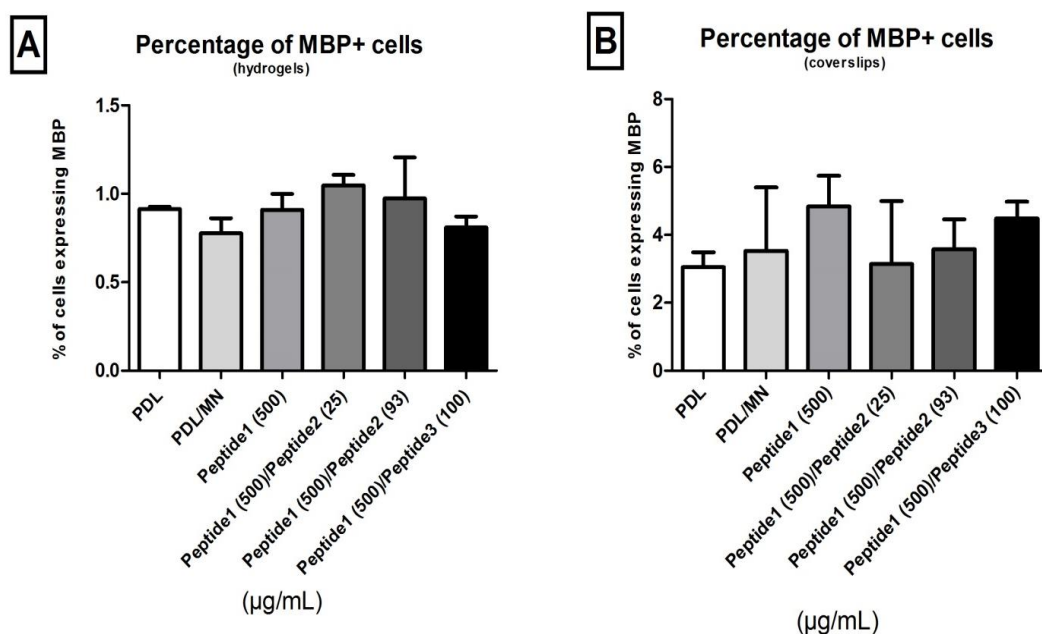 A
Percentage of MBP+ cells
(hydrogels)
% of cells expressing MBP
1.5
1.0
0.5
0.0
PDL
PDL/MN
Peptide1 (500)
Peptide1 (500)/Peptide2 (25)
Peptide1 (500)/Peptide2 (93)
Peptide1 (500)/Peptide3 (100)
(µg/mL)
B
Percentage of MBP+ cells
(coverslips)
% of cells expressing MBP
8
6
4
2
0
PDL
PDL/MN
Peptide1 (500)
Peptide1 (500)/Peptide2 (25)
Peptide1 (500)/Peptide2 (93)
Peptide1 (500)/Peptide3 (100)
(µg/mL)